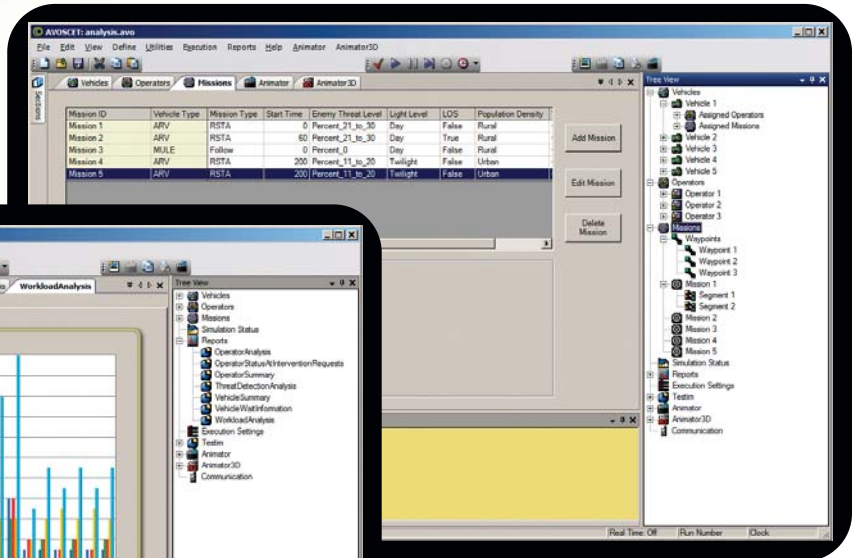 AVOSCET: analysis.avo
File Edit View Define Utilities Execution Reports Help Animator Animator3D
Sections
Vehicles Operators Missions Animator Animator3D
Mission ID Vehicle Type Mission Type Start Time Enemy Threat Level Light Level LOS Population Density
Mission 1 ARV RSTA 0 Percent_21_to_30 Day False Rural
Mission 2 ARV RSTA 60 Percent_21_to_30 Day True Rural
Mission 3 MULE Follow 0 Percent_0 Day False Rural
Mission 4 ARV RSTA 200 Percent_11_to_20 Twilight False Urban
Mission 5 ARV RSTA 200 Percent_11_to_20 Twilight False Urban
Add Mission
Edit Mission
Delete
Mission
Tree View
Vehicles
Vehicle 1
Assigned Operators
Assigned Missions
Vehicle 2
Vehicle 3
Vehicle 4
Vehicle 5
Operators
Operator 1
Operator 2
Operator 3
Missions
Waypoints
Waypoint 1
Waypoint 2
Waypoint 3
Mission 1
Segment 1
Segment 2
Mission 2
Mission 3
Mission 4
Mission 5
Simulation Status
Reports
Execution Settings
Testim
Animator
Animator3D
Communication
Real Time: Off Run Number Clock
WorkloadAnalysis
Tree View
Vehicles
Operators
Missions
Simulation Status
Reports
OperatorAnalysis
OperatorStatusAtInterventionRequests
OperatorSummary
ThreatDetectionAnalysis
VehicleSummary
VehicleWaitInformation
WorkloadAnalysis
Execution Settings
Testim
Animator
Animator3D
Communication